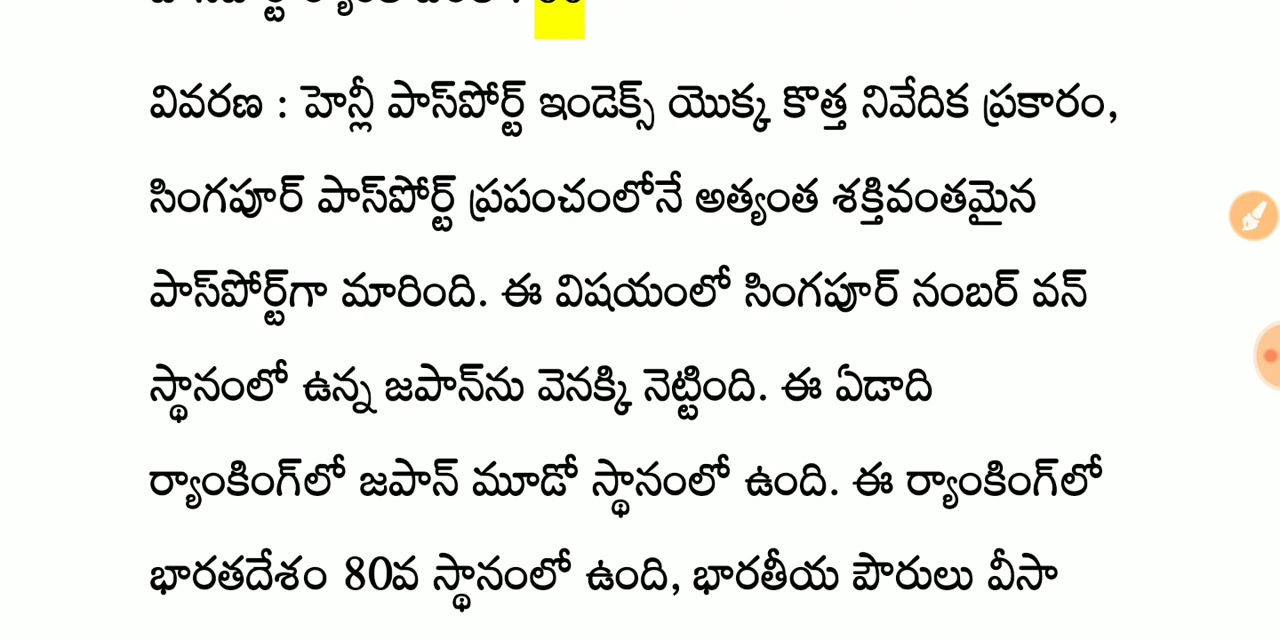 వివరణ : హెన్లీ పాస్‌పోర్ట్ ఇండెక్స్ యొక్క కొత్త నివేదిక ప్రకారం,
సింగపూర్ పాస్‌పోర్ట్ ప్రపంచంలోనే అత్యంత శక్తివంతమైన
పాస్‌పోర్ట్‌గా మారింది. ఈ విషయంలో సింగపూర్ నంబర్ వన్
స్థానంలో ఉన్న జపాన్‌ను వెనక్కి నెట్టింది. ఈ ఏడాది
ర్యాంకింగ్‌లో జపాన్ మూడో స్థానంలో ఉంది. ఈ ర్యాంకింగ్‌లో
భారతదేశం 80వ స్థానంలో ఉంది, భారతీయ పౌరులు వీసా